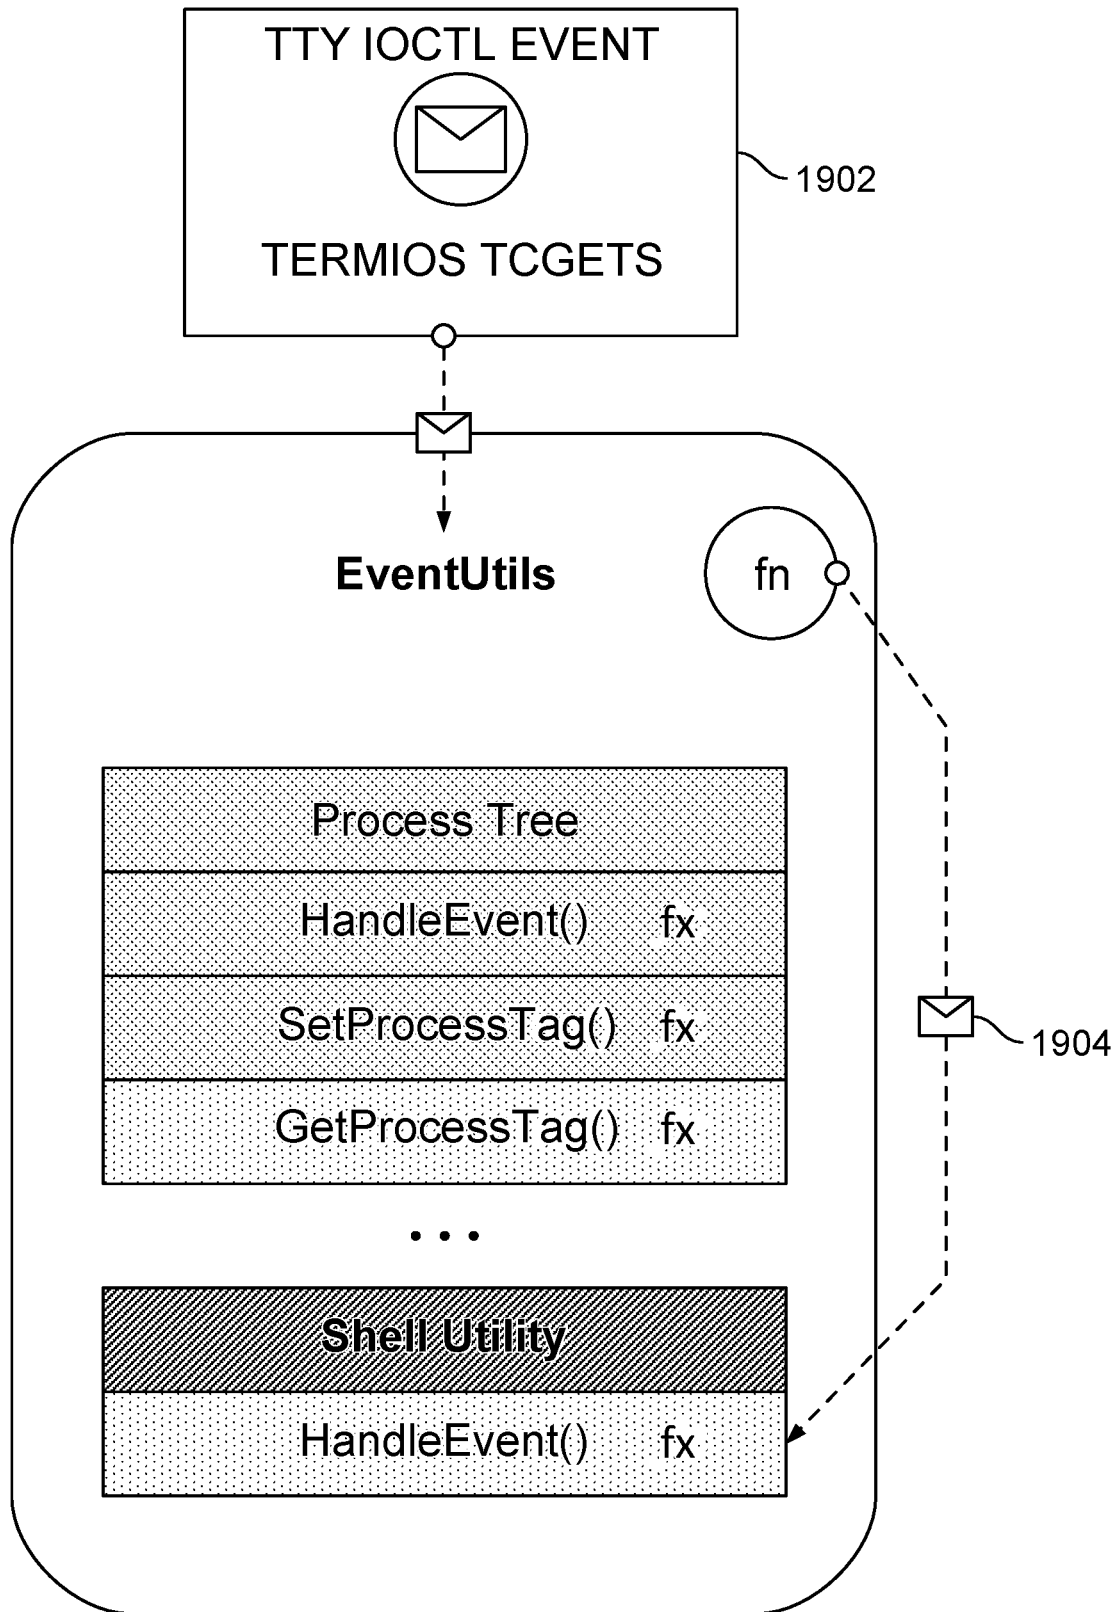 TTY IOCTL EVENT
1902
TERMIOS TCGETS
EventUtils
fn
Process Tree
HandleEvent() fx
SetProcessTag() fx
1904
GetProcessTag() fx
...
Shell Utility
HandleEvent() fx